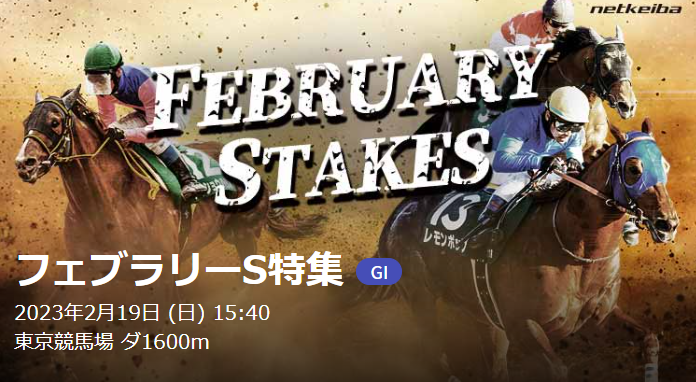 netkeiba
FEBRUARY
STAKES
13
レモンポップ
フェブラリーS特集 GI
2023年2月19日 (日) 15:40
東京競馬場 ダ1600m